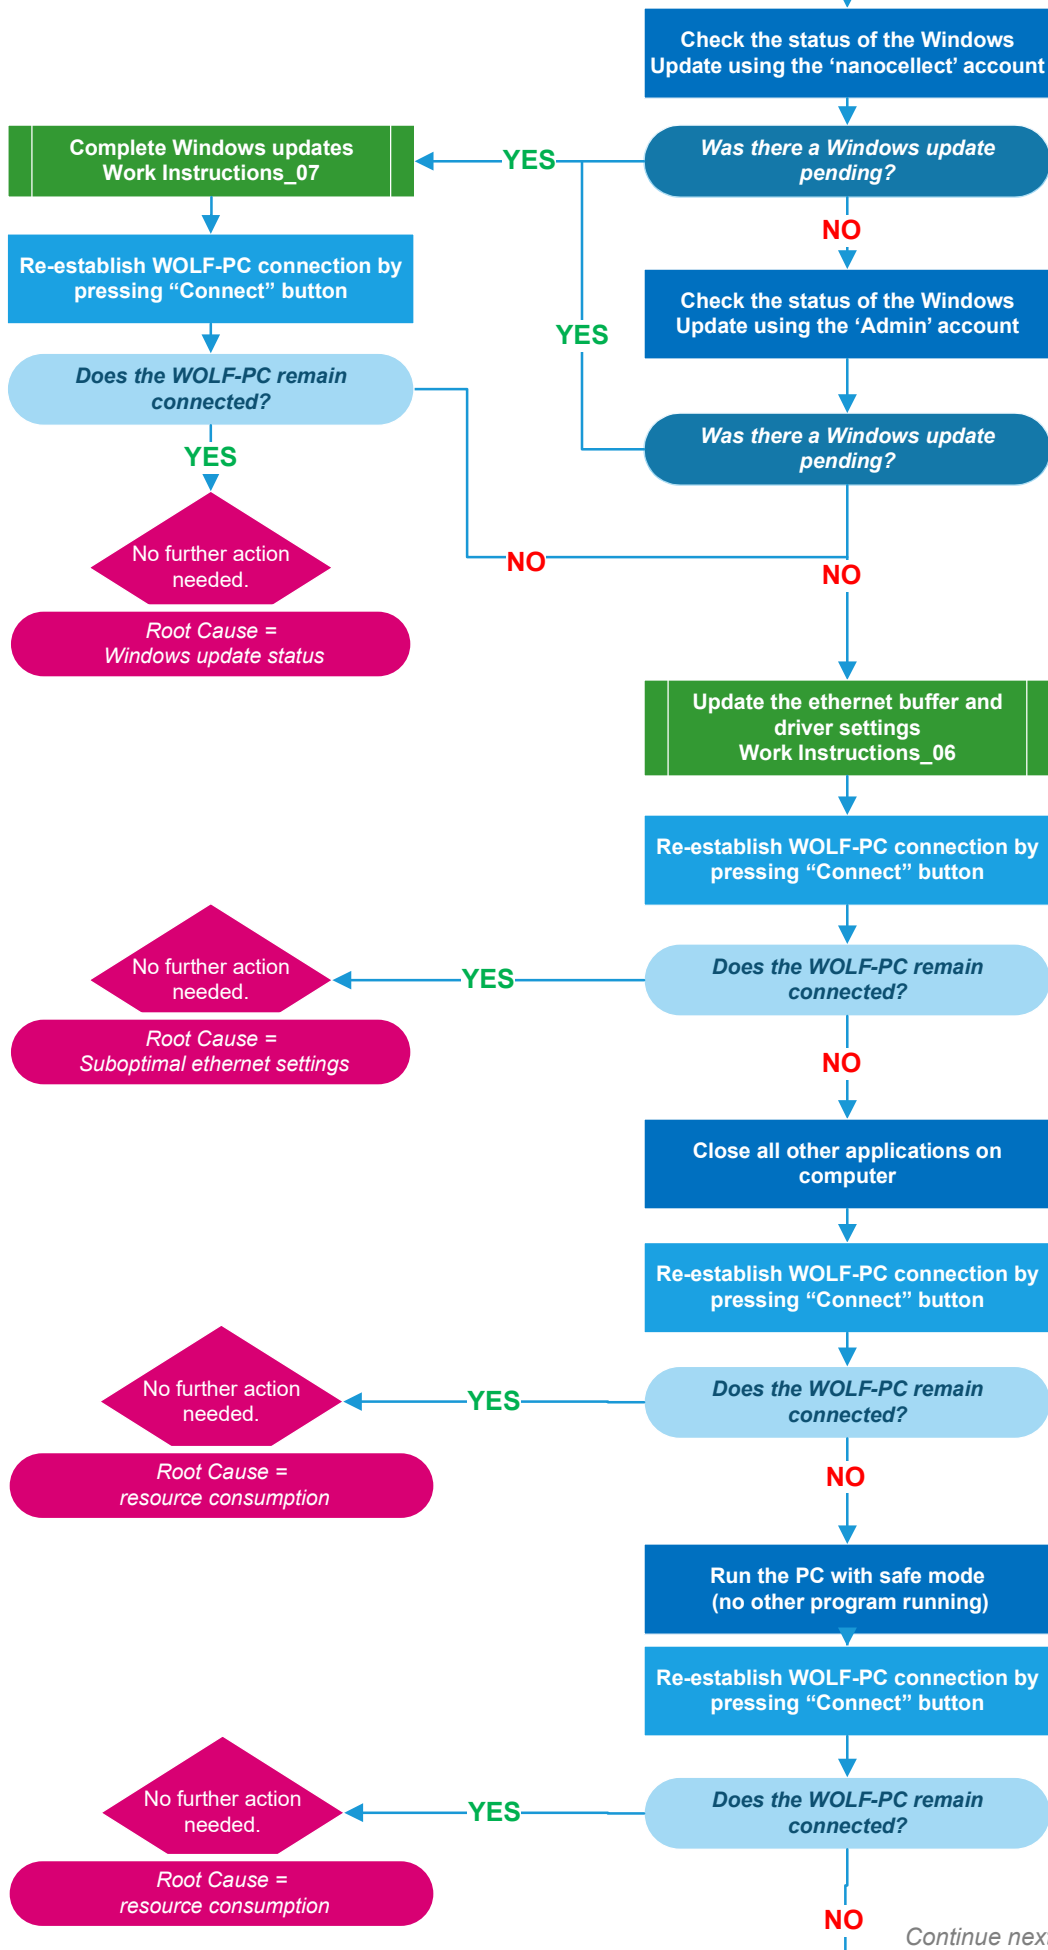 Check the status of the Windows
Update using the ‘nanocellect’ account
Complete Windows updates
Work Instructions_07
YES
Was there a Windows update
pending?
NO
Re-establish WOLF-PC connection by
pressing “Connect” button
Check the status of the Windows
Update using the ‘Admin’ account
YES
Does the WOLF-PC remain
connected?
Was there a Windows update
pending?
YES
No further action
needed.
NO
NO
Root Cause =
Windows update status
Update the ethernet buffer and
driver settings
Work Instructions_06
Re-establish WOLF-PC connection by
pressing “Connect” button
No further action
needed.
YES
Does the WOLF-PC remain
connected?
Root Cause =
Suboptimal ethernet settings
NO
Close all other applications on
computer
Re-establish WOLF-PC connection by
pressing “Connect” button
No further action
needed.
YES
Does the WOLF-PC remain
connected?
Root Cause =
resource consumption
NO
Run the PC with safe mode
(no other program running)
Re-establish WOLF-PC connection by
pressing “Connect” button
No further action
needed.
YES
Does the WOLF-PC remain
connected?
Root Cause =
resource consumption
NO
Continue next